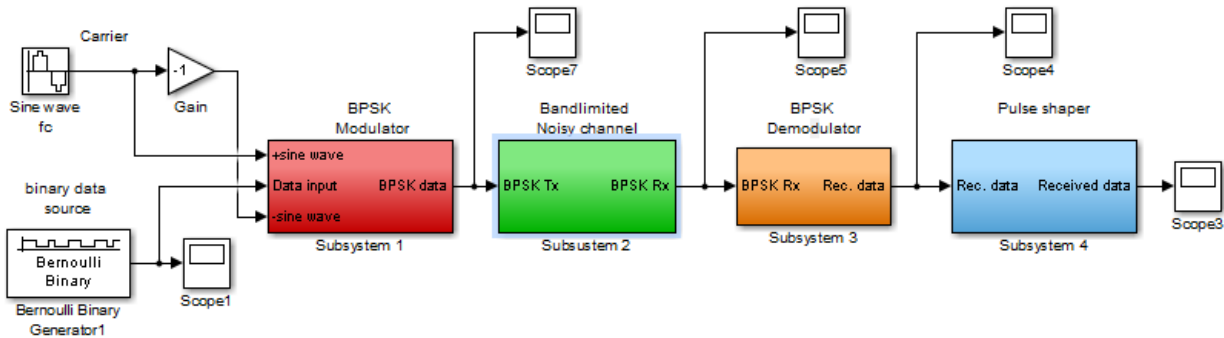 Carrier
-1
Sine wave
fc
Gain
BPSK
Modulator
+sine wave
Data input
-sine wave
BPSK data
Subsystem 1
Scope7
Bandlimited
Noisy channel
BPSK Tx
BPSK Rx
Subsustem 2
Scope5
BPSK
Demodulator
BPSK Rx
Rec. data
Subsystem 3
Scope4
Pulse shaper
Rec. data
Received data
Subsystem 4
Scope3
binary data
source
Bernoulli
Binary
Bernoulli Binary
Generator1
Scope1